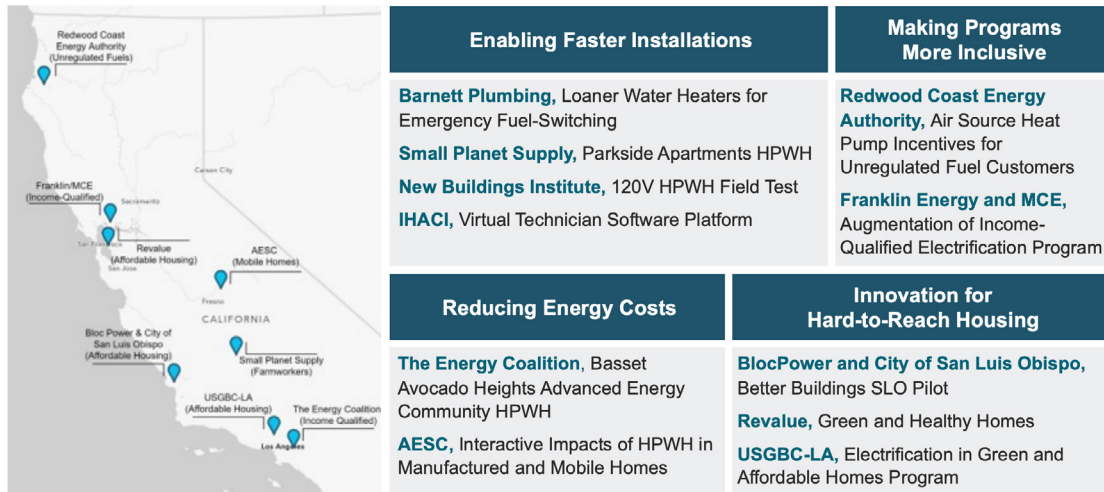 Redwood Coast
Energy Authority
(Unregulated Fuels)
Carson City
Franklin/MCE
(Income-Qualified)
Sacramento
San Francisco
Revalue
(Affordable Housing)
San Jose
AESC
(Mobile Homes)
Fresno
CALIFORNIA
Bloc Power & City of
San Luis Obispo
(Affordable Housing)
Small Planet Supply
(Farmworkers)
USGBC-LA
(Affordable Housing)
The Energy Coalition
(Income Qualified)
Los Angeles
Enabling Faster Installations
Barnett Plumbing, Loaner Water Heaters for
Emergency Fuel-Switching
Small Planet Supply, Parkside Apartments HPWH
New Buildings Institute, 120V HPWH Field Test
IHACI, Virtual Technician Software Platform
Making Programs
More Inclusive
Redwood Coast Energy
Authority, Air Source Heat
Pump Incentives for
Unregulated Fuel Customers
Franklin Energy and MCE,
Augmentation of Income-
Qualified Electrification Program
Reducing Energy Costs
The Energy Coalition, Basset
Avocado Heights Advanced Energy
Community HPWH
AESC, Interactive Impacts of HPWH in
Manufactured and Mobile Homes
Innovation for
Hard-to-Reach Housing
BlocPower and City of San Luis Obispo,
Better Buildings SLO Pilot
Revalue, Green and Healthy Homes
USGBC-LA, Electrification in Green and
Affordable Homes Program